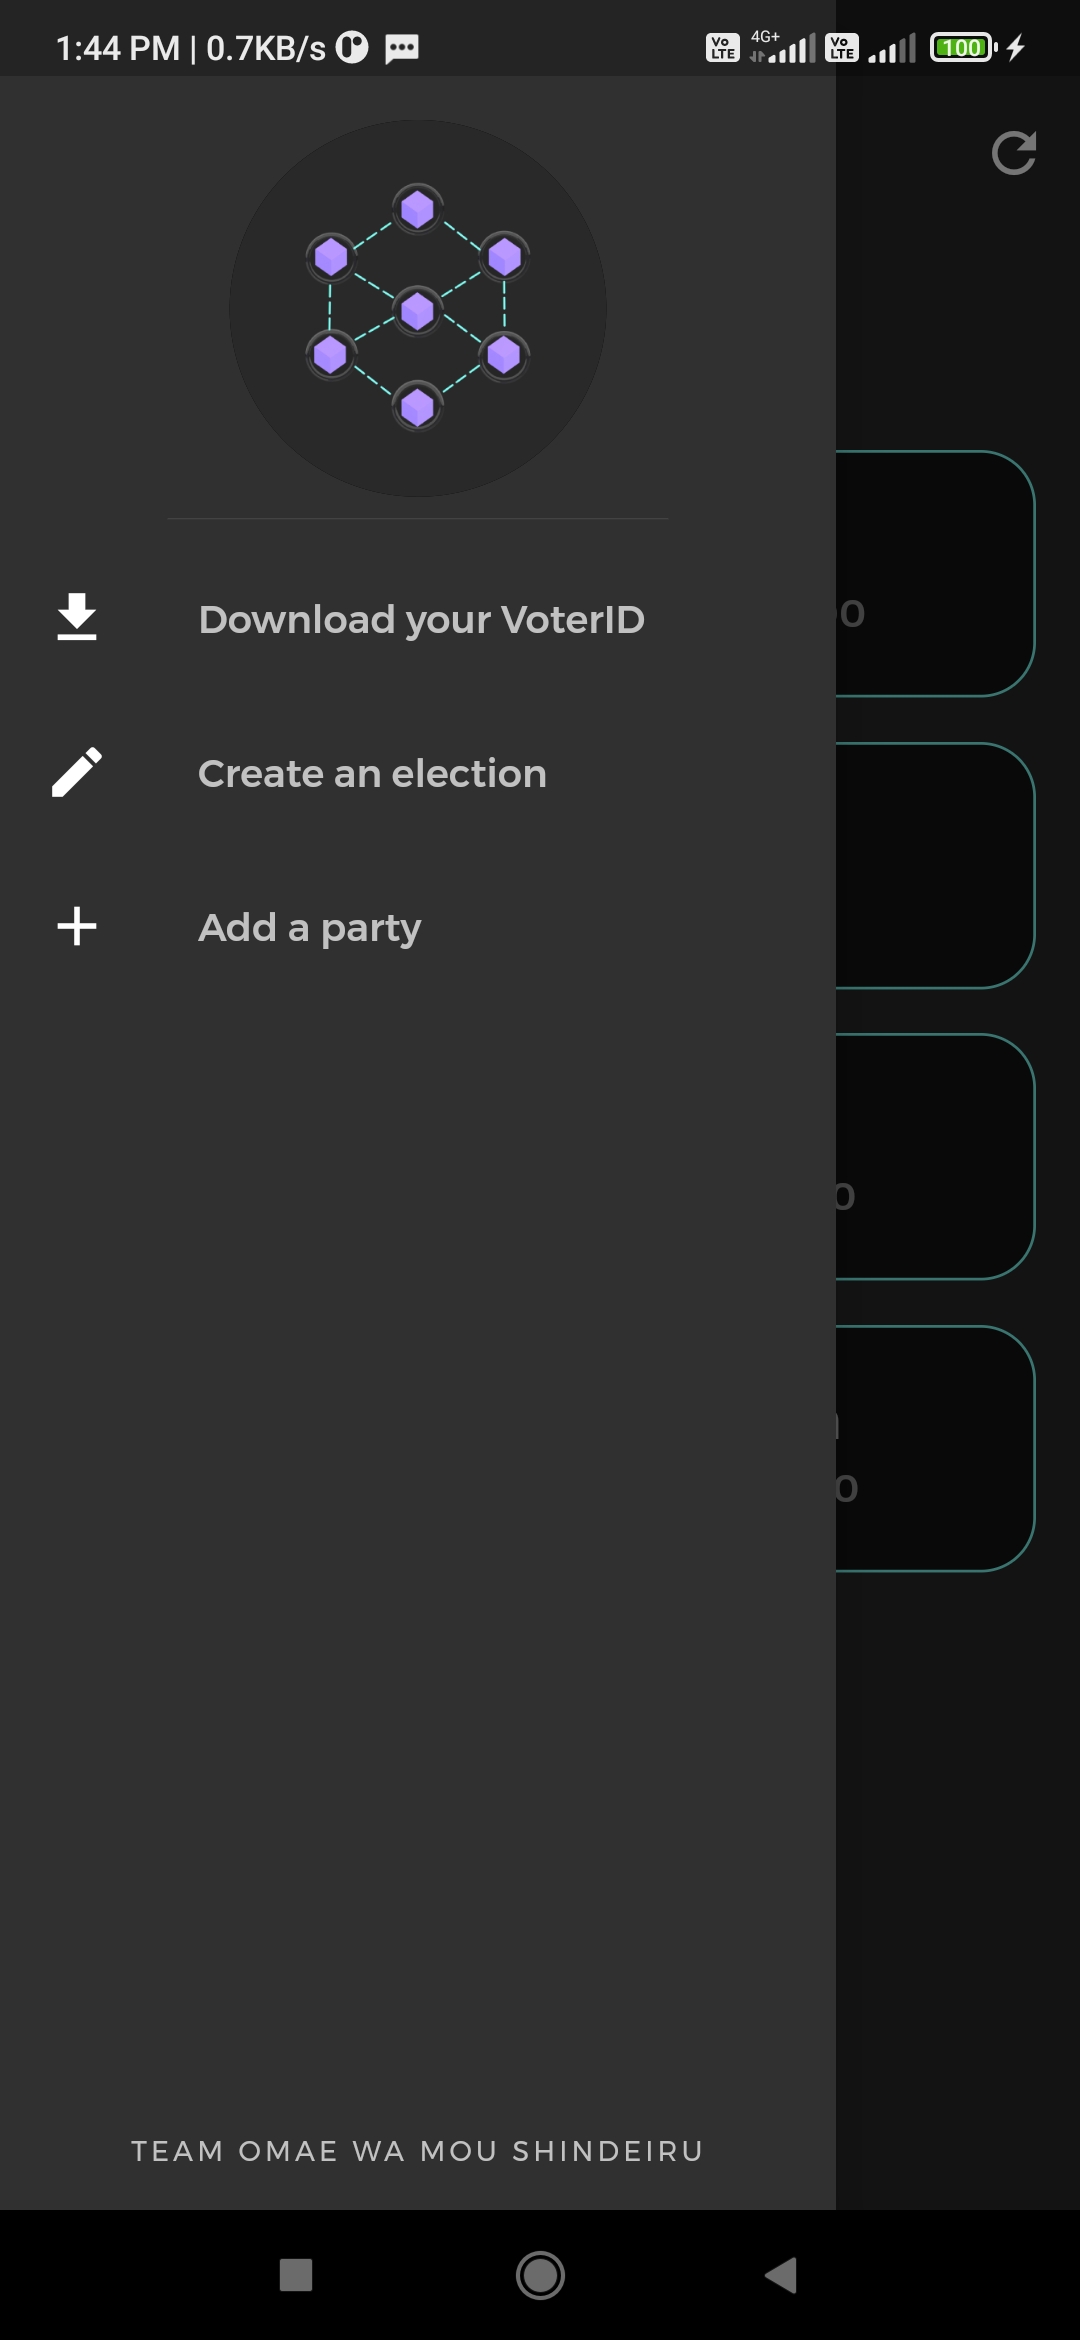 1:44 PM | 0.7KB/s
Vo LTE 4G+ Vo LTE 100
Download your VoterID
Create an election
Add a party
TEAM OMAE WA MOU SHINDEIRU